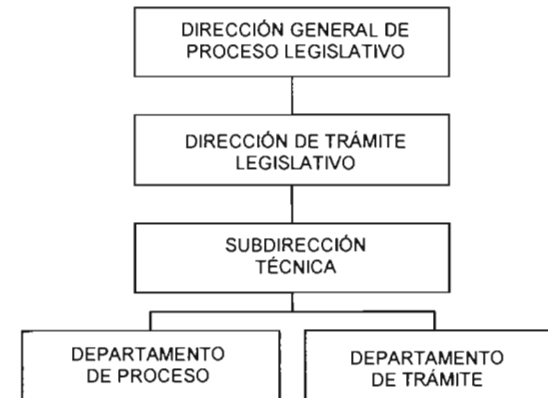 DIRECCIÓN GENERAL DE
PROCESO LEGISLATIVO
DIRECCIÓN DE TRÁMITE
LEGISLATIVO
SUBDIRECCIÓN
TÉCNICA
DEPARTAMENTO
DE PROCESO
DEPARTAMENTO
DE TRÁMITE